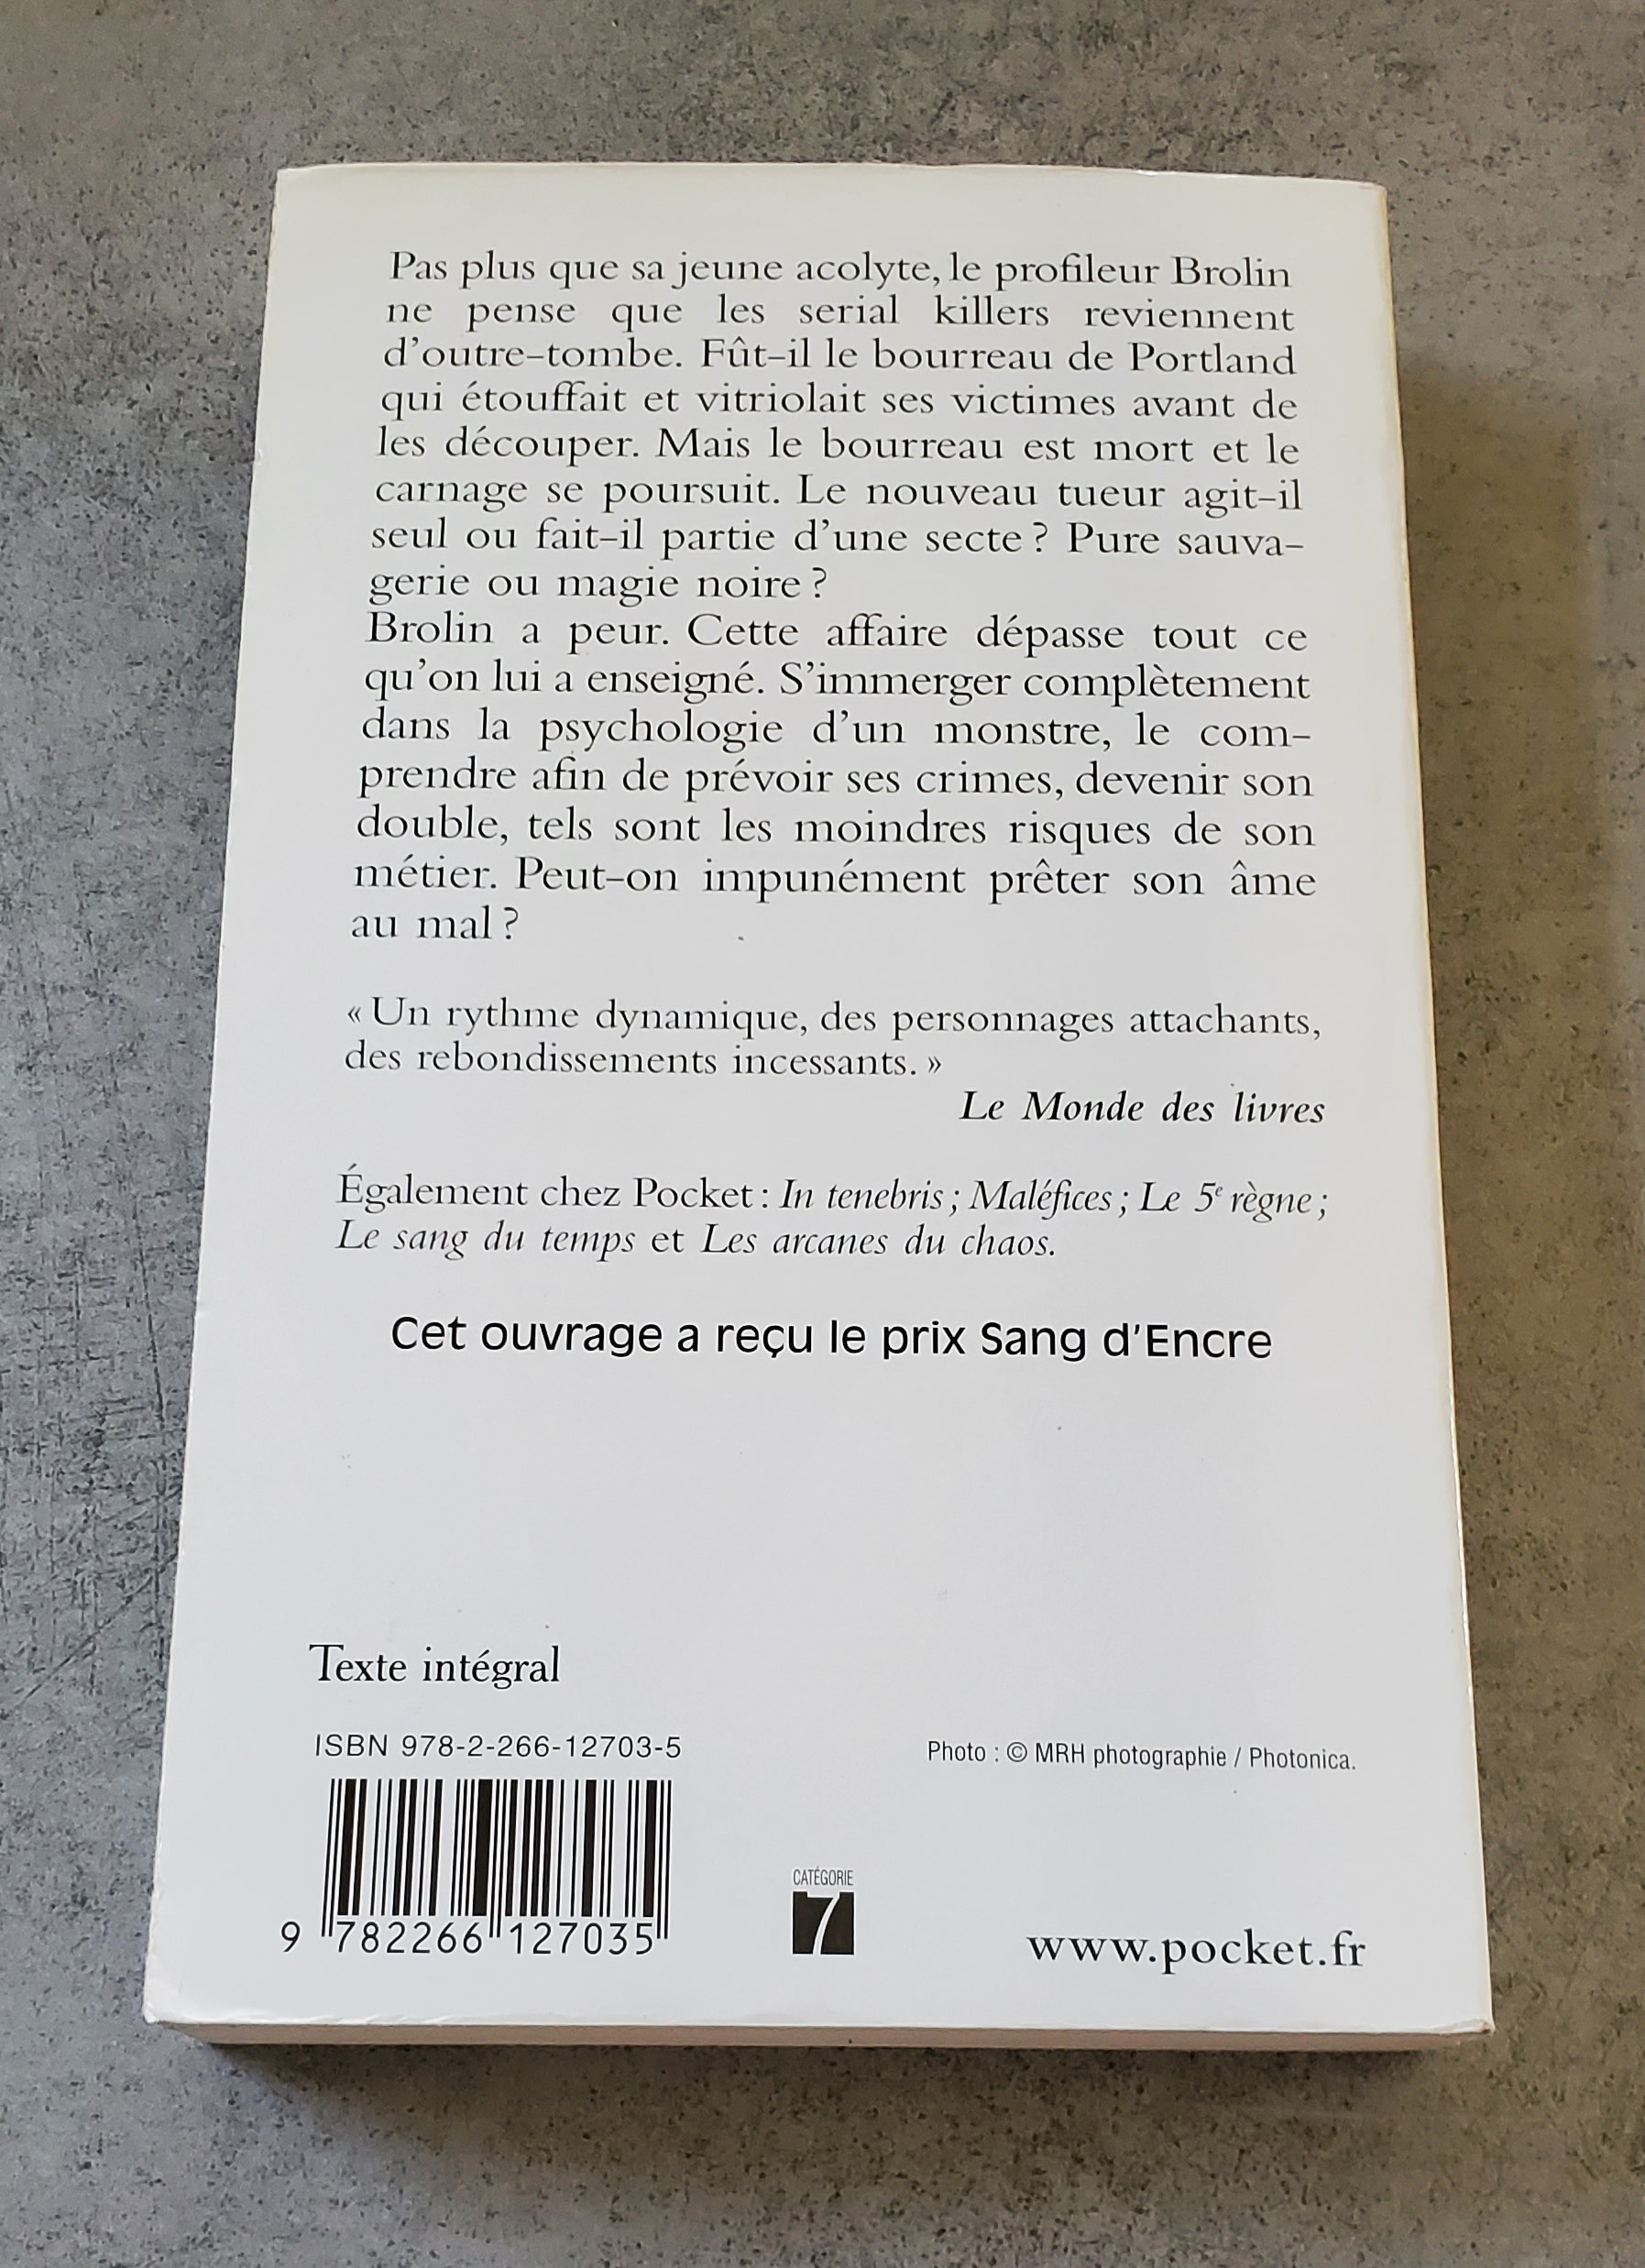 Pas plus que sa jeune acolyte, le profileur Brolin
ne pense que les serial killers reviennent
d'outre-tombe. Fût-il le bourreau de Portland
qui étouffait et vitriolait ses victimes avant de
les découper. Mais le bourreau est mort et le
carnage se poursuit. Le nouveau tueur agit-il
seul ou fait-il partie d'une secte ? Pure sauva-
gerie ou magie noire ?
Brolin a peur. Cette affaire dépasse tout ce
qu'on lui a enseigné. S'immerger complètement
dans la psychologie d'un monstre, le com-
prendre afin de prévoir ses crimes, devenir son
double, tels sont les moindres risques de son
métier. Peut-on impunément prêter son âme
au mal ?
« Un rythme dynamique, des personnages attachants,
des rebondissements incessants. »
Le Monde des livres
Également chez Pocket : In tenebris ; Maléfices ; Le 5e règne ;
Le sang du temps et Les arcanes du chaos.
Cet ouvrage a reçu le prix Sang d'Encre
Texte intégral
ISBN 978-2-266-12703-5
Photo : © MRH photographie / Photonica.
9 782266 127035
CATÉGORIE
7
www.pocket.fr